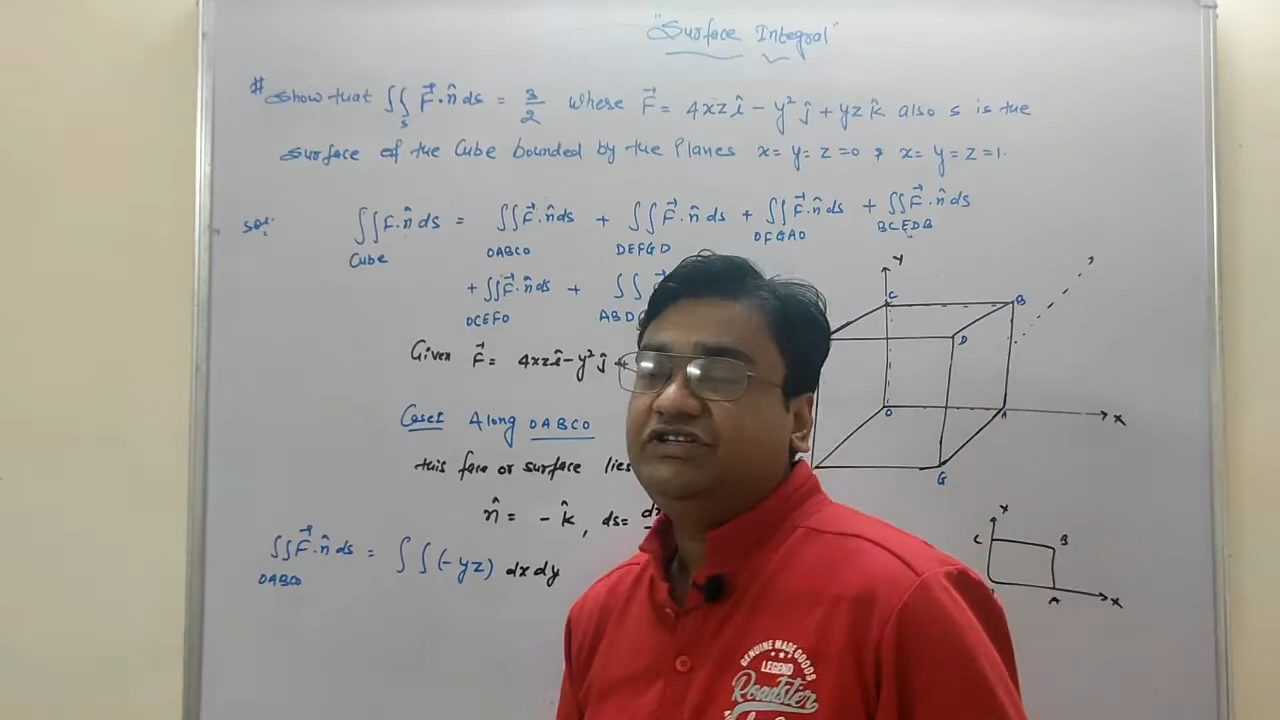 "Surface Integral"
# Show that ∬ₛ F⃗·n̂ ds = 3/2 where F⃗ = 4xz î − y² ĵ + yz k̂ also s is the
Surface of the Cube bounded by the Planes x = y = z = 0 & x = y = z = 1.
Solⁿ: ∬ F·n̂ ds = ∬ F⃗·n̂ ds + ∬ F⃗·n̂ ds + ∬ F⃗·n̂ ds + ∬ F⃗·n̂ ds
Cube OABCO DEFGD OFGAO BCEDB
+ ∬ F⃗·n̂ ds + ∬
OCEFO ABD
Given F⃗ = 4xz î − y² ĵ +
Case I Along OABCO
this face or surface lies
n̂ = − k̂, ds =
∬ F⃗·n̂ ds = ∫ ∫ (−yz) dx dy
OABCO
Y
C B
D
O A X
G
Y
C B
A X
GENUINE MADE GOODS
LEGEND
Roadster